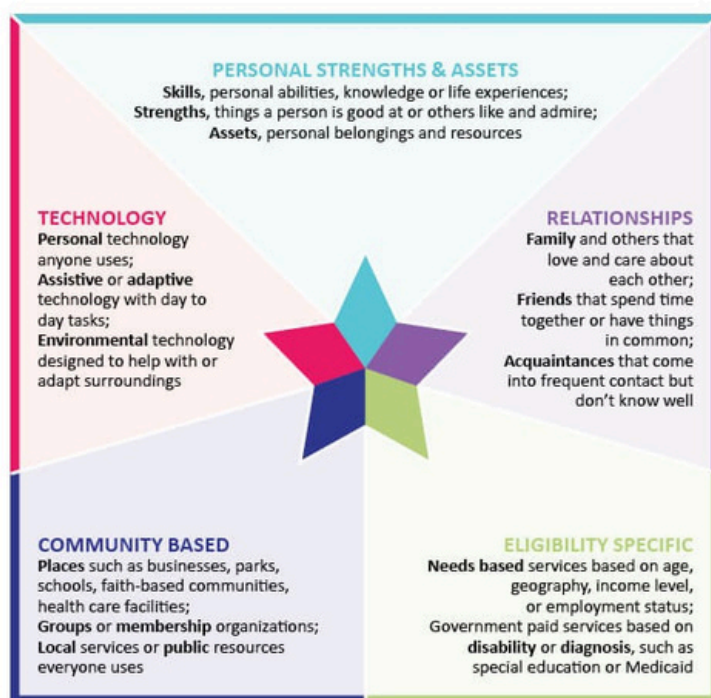 PERSONAL STRENGTHS & ASSETS
Skills, personal abilities, knowledge or life experiences;
Strengths, things a person is good at or others like and admire;
Assets, personal belongings and resources
TECHNOLOGY
Personal technology
anyone uses;
Assistive or adaptive
technology with day to
day tasks;
Environmental technology
designed to help with or
adapt surroundings
RELATIONSHIPS
Family and others that
love and care about
each other;
Friends that spend time
together or have things
in common;
Acquaintances that come
into frequent contact but
don't know well
COMMUNITY BASED
Places such as businesses, parks,
schools, faith-based communities,
health care facilities;
Groups or membership organizations;
Local services or public resources
everyone uses
ELIGIBILITY SPECIFIC
Needs based services based on age,
geography, income level,
or employment status;
Government paid services based on
disability or diagnosis, such as
special education or Medicaid